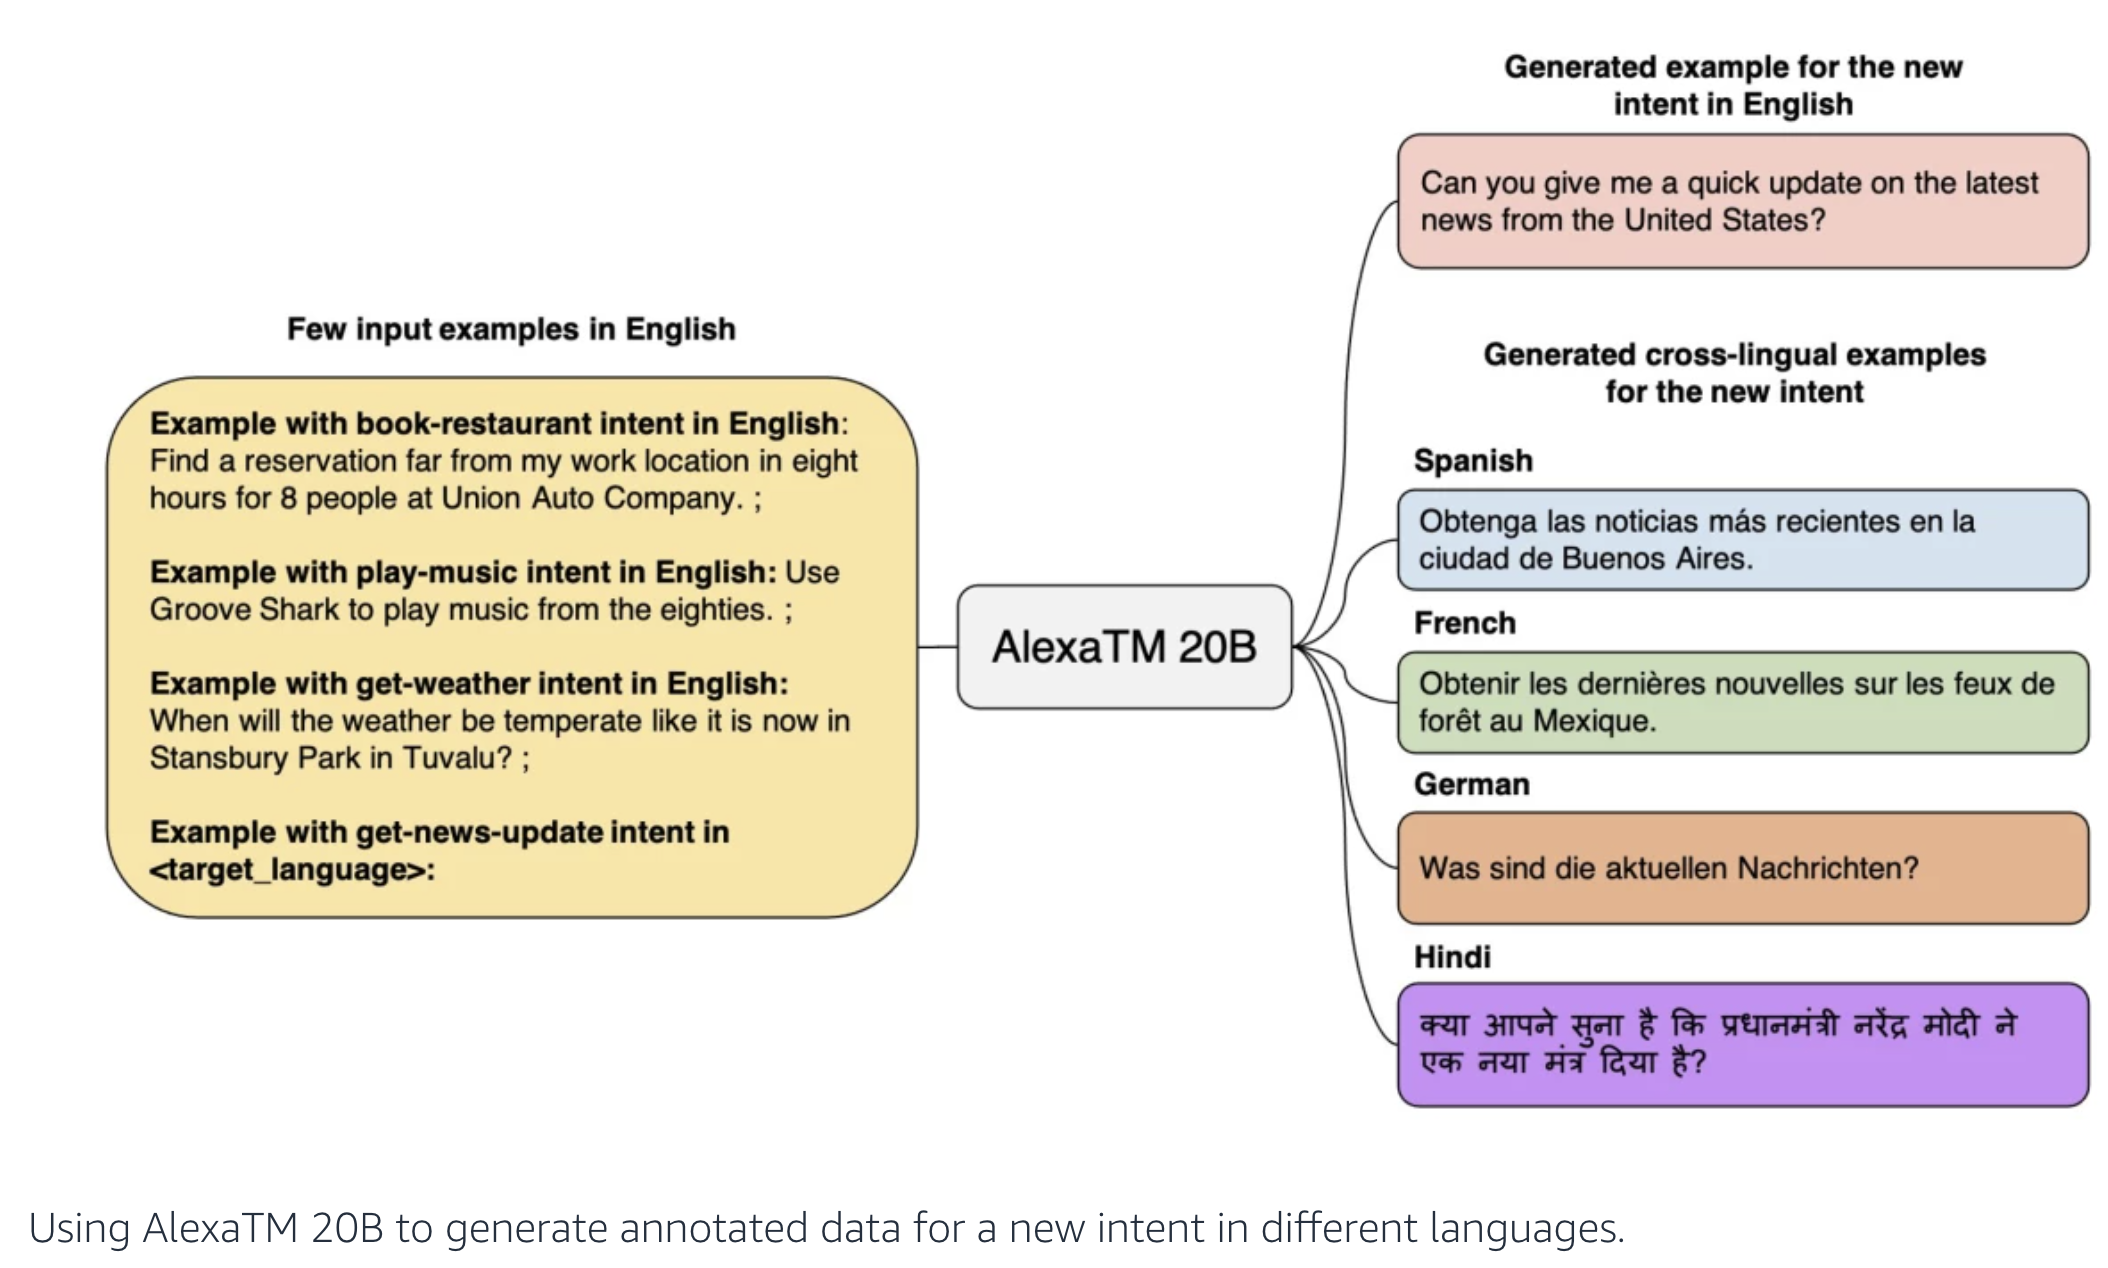 Few input examples in English
Example with book-restaurant intent in English:
Find a reservation far from my work location in eight
hours for 8 people at Union Auto Company. ;
Example with play-music intent in English: Use
Groove Shark to play music from the eighties. ;
Example with get-weather intent in English:
When will the weather be temperate like it is now in
Stansbury Park in Tuvalu? ;
Example with get-news-update intent in
<target_language>:
AlexaTM 20B
Generated example for the new
intent in English
Can you give me a quick update on the latest
news from the United States?
Generated cross-lingual examples
for the new intent
Spanish
Obtenga las noticias más recientes en la
ciudad de Buenos Aires.
French
Obtenir les dernières nouvelles sur les feux de
forêt au Mexique.
German
Was sind die aktuellen Nachrichten?
Hindi
क्या आपने सुना है कि प्रधानमंत्री नरेंद्र मोदी ने
एक नया मंत्र दिया है?
Using AlexaTM 20B to generate annotated data for a new intent in different languages.